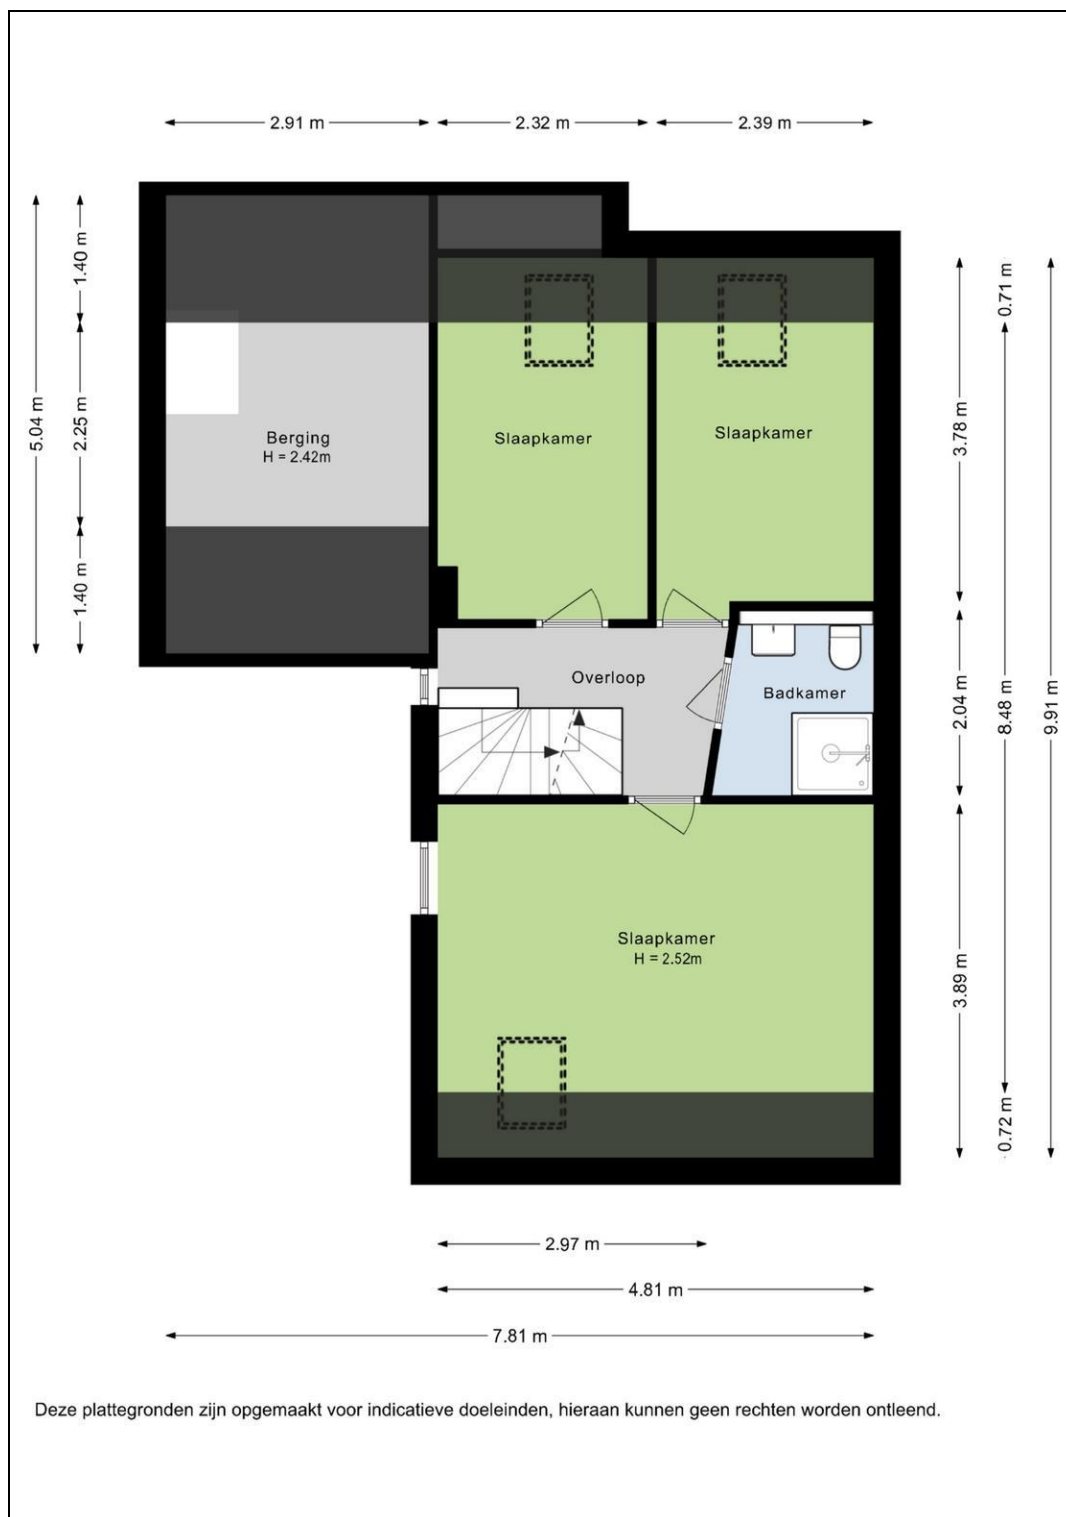 2.91 m
2.32 m
2.39 m
5.04 m
1.40 m
2.25 m
1.40 m
Berging
H = 2.42m
Slaapkamer
Slaapkamer
3.78 m
0.71 m
Overloop
Badkamer
2.04 m
8.48 m
9.91 m
Slaapkamer
H = 2.52m
3.89 m
0.72 m
2.97 m
4.81 m
7.81 m
Deze plattegronden zijn opgemaakt voor indicatieve doeleinden, hieraan kunnen geen rechten worden ontleend.